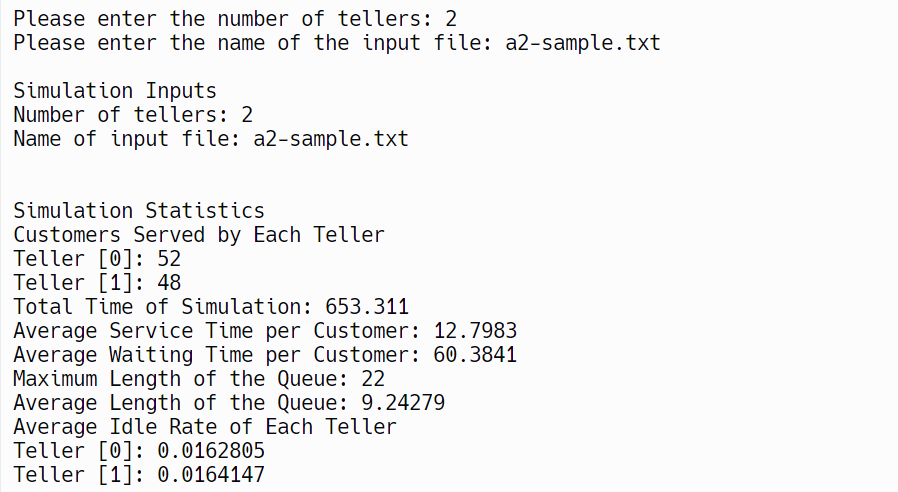 Please enter the number of tellers: 2
Please enter the name of the input file: a2-sample.txt
Simulation Inputs
Number of tellers: 2
Name of input file: a2-sample.txt
Simulation Statistics
Customers Served by Each Teller
Teller [0]: 52
Teller [1]: 48
Total Time of Simulation: 653.311
Average Service Time per Customer: 12.7983
Average Waiting Time per Customer: 60.3841
Maximum Length of the Queue: 22
Average Length of the Queue: 9.24279
Average Idle Rate of Each Teller
Teller [0]: 0.0162805
Teller [1]: 0.0164147